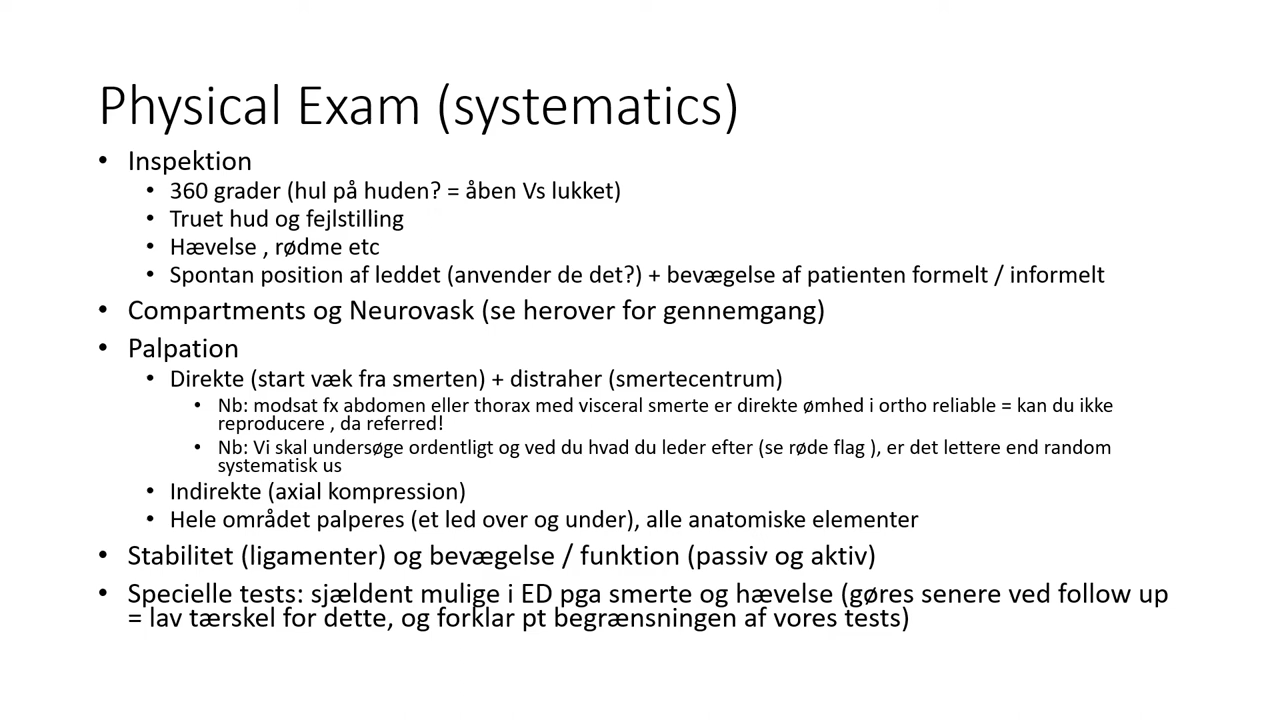 Physical Exam (systematics)
• Inspektion
• 360 grader (hul på huden? = åben Vs lukket)
• Truet hud og fejlstilling
• Hævelse , rødme etc
• Spontan position af leddet (anvender de det?) + bevægelse af patienten formelt / informelt
• Compartments og Neurovask (se herover for gennemgang)
• Palpation
• Direkte (start væk fra smerten) + distraher (smertecentrum)
• Nb: modsat fx abdomen eller thorax med visceral smerte er direkte ømhed i ortho reliable = kan du ikke
reproducere , da referred!
• Nb: Vi skal undersøge ordentligt og ved du hvad du leder efter (se røde flag ), er det lettere end random
systematisk us
• Indirekte (axial kompression)
• Hele området palperes (et led over og under), alle anatomiske elementer
• Stabilitet (ligamenter) og bevægelse / funktion (passiv og aktiv)
• Specielle tests: sjældent mulige i ED pga smerte og hævelse (gøres senere ved follow up
= lav tærskel for dette, og forklar pt begrænsningen af vores tests)